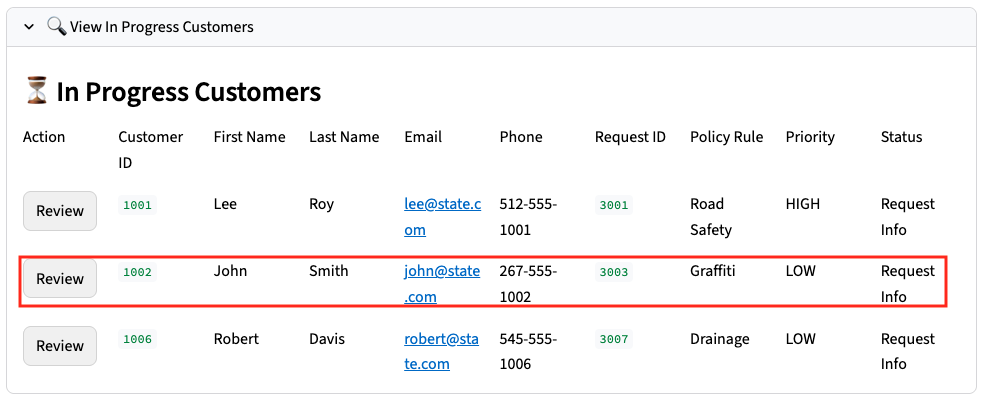 View In Progress Customers
In Progress Customers
Action Customer ID First Name Last Name Email Phone Request ID Policy Rule Priority Status
Review 1001 Lee Roy lee@state.com 512-555-1001 3001 Road Safety HIGH Request Info
Review 1002 John Smith john@state.com 267-555-1002 3003 Graffiti LOW Request Info
Review 1006 Robert Davis robert@state.com 545-555-1006 3007 Drainage LOW Request Info